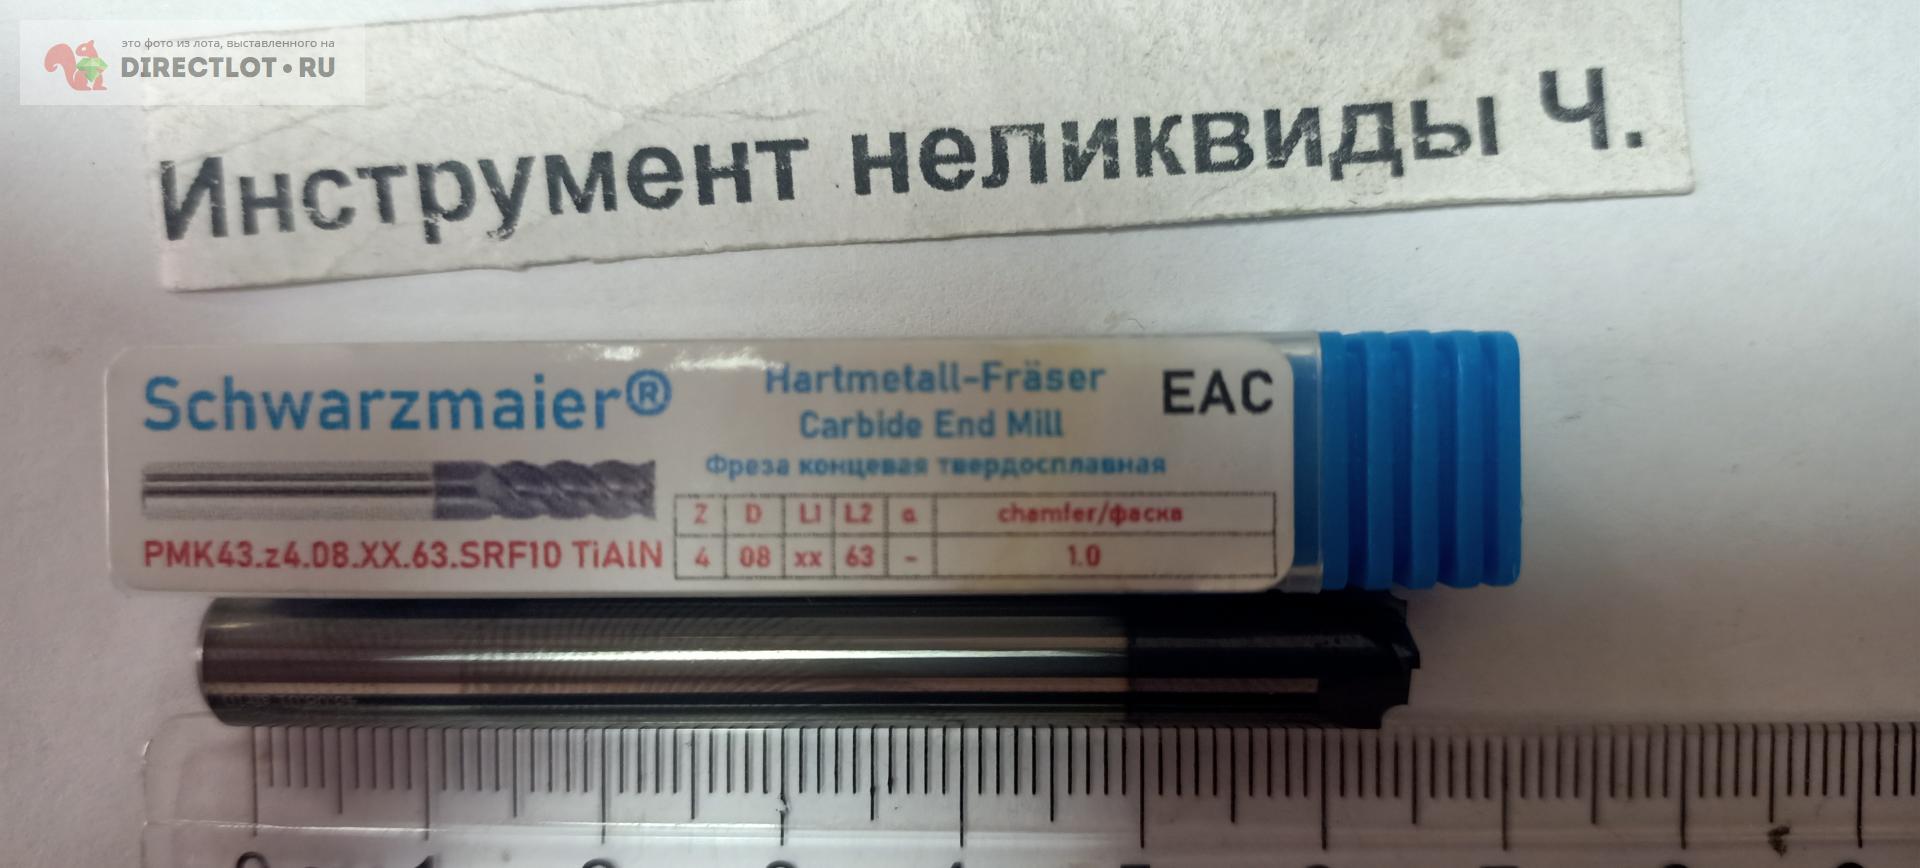 это фото из лота, выставленного на
DIRECTLOT•RU
Инструмент неликвиды Ч.
Schwarzmaier®
Hartmetall-Fräser
Carbide End Mill
Фреза концевая твердосплавная
EAC
PMK43.z4.08.XX.63.SRF10 TiAlN
Z D L1 L2 α chamfer/фаска
4 08 xx 63 - 1.0